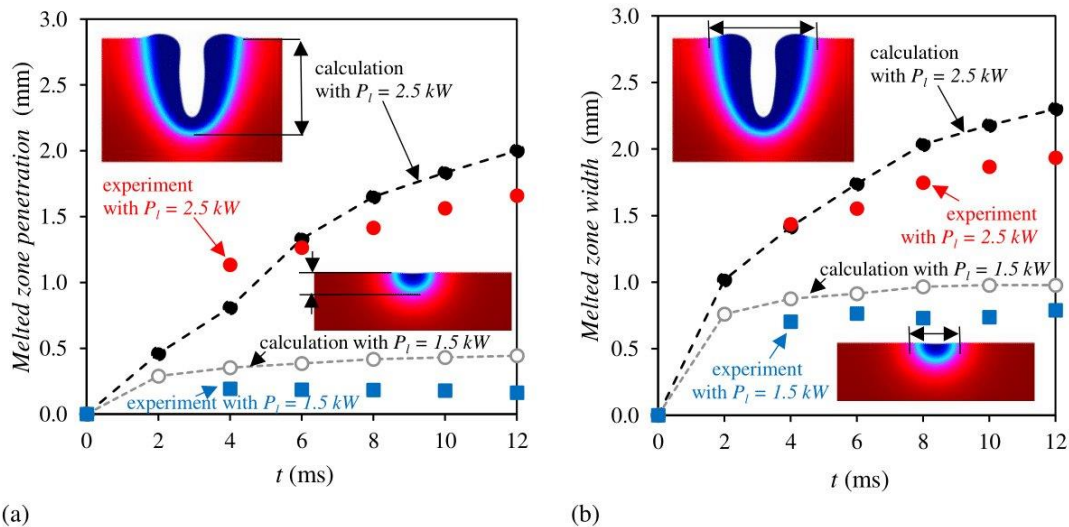 3.0
2.5
2.0
1.5
1.0
0.5
0.0
Melted zone penetration (mm)
calculation
with P_l = 2.5 kW
experiment
with P_l = 2.5 kW
calculation with P_l = 1.5 kW
experiment with P_l = 1.5 kW
0 2 4 6 8 10 12
t (ms)
(a)
3.0
2.5
2.0
1.5
1.0
0.5
0.0
Melted zone width (mm)
calculation
with P_l = 2.5 kW
experiment
with P_l = 2.5 kW
calculation with P_l = 1.5 kW
experiment
with P_l = 1.5 kW
0 2 4 6 8 10 12
t (ms)
(b)